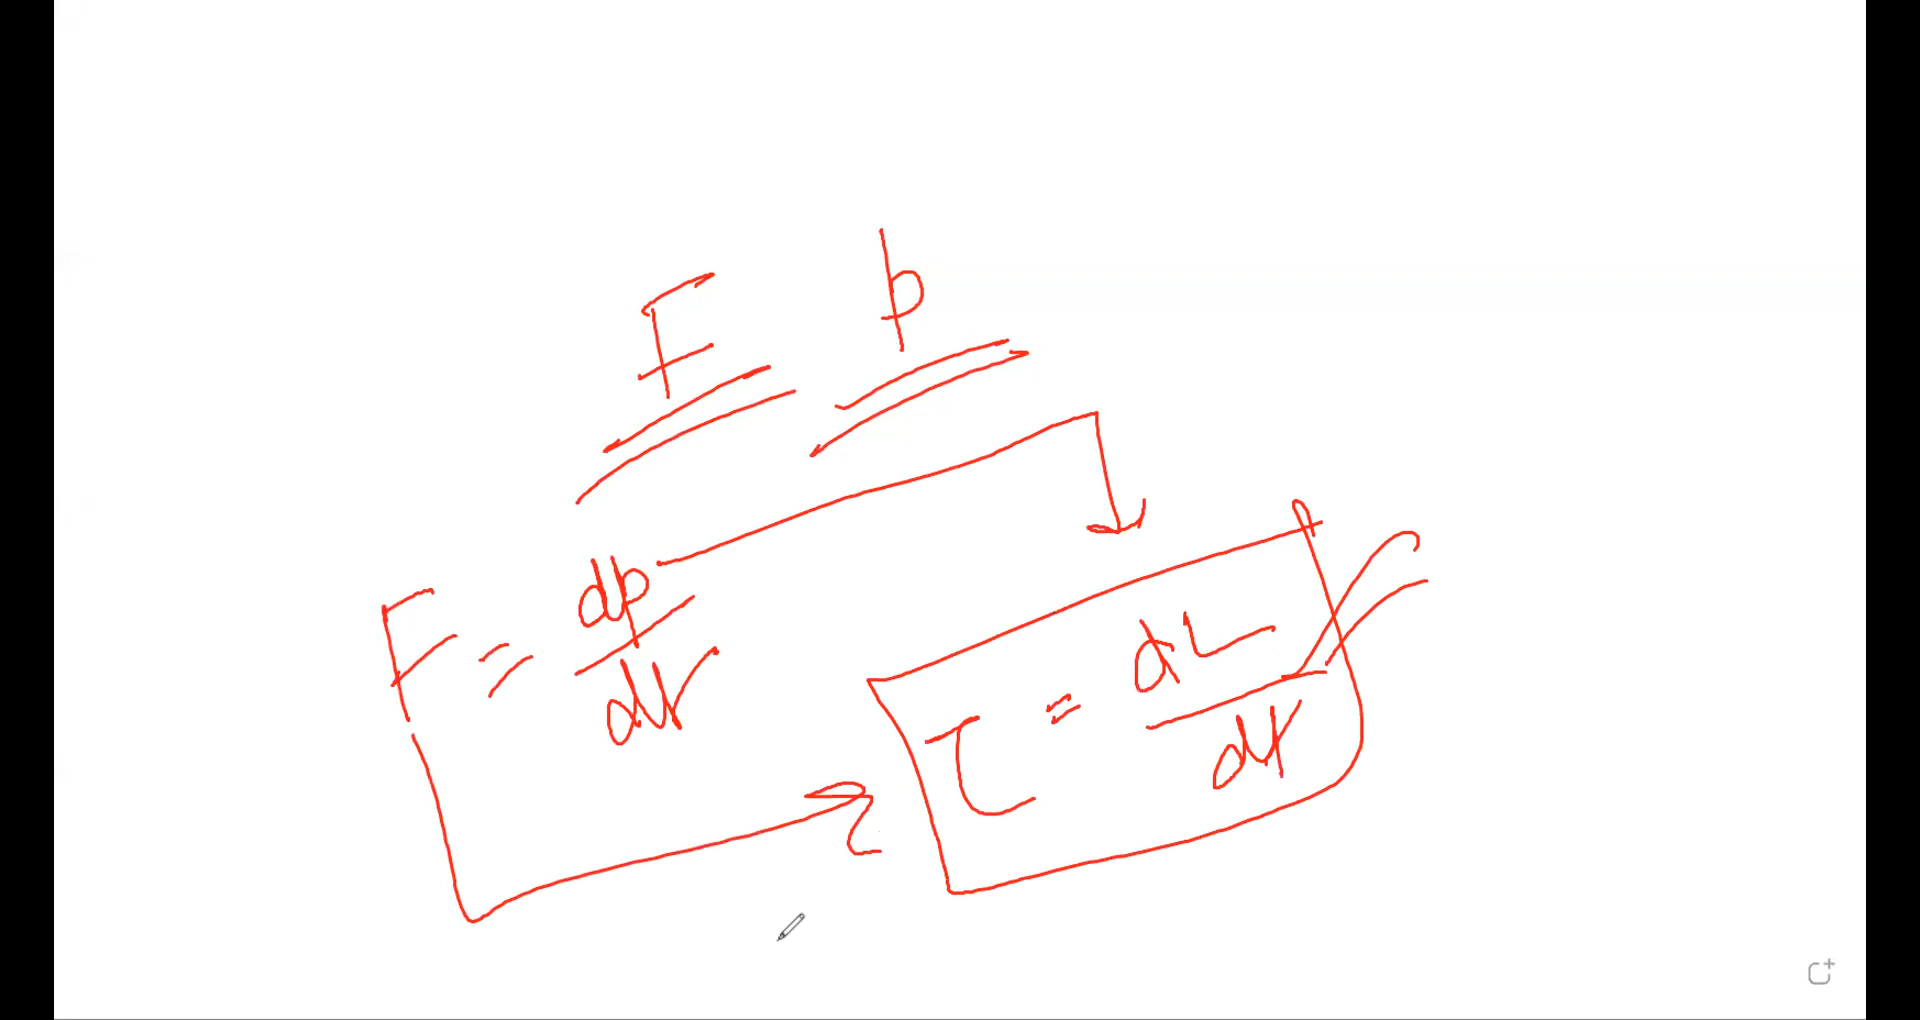 F p
F = dp/dt
τ = dL/dt